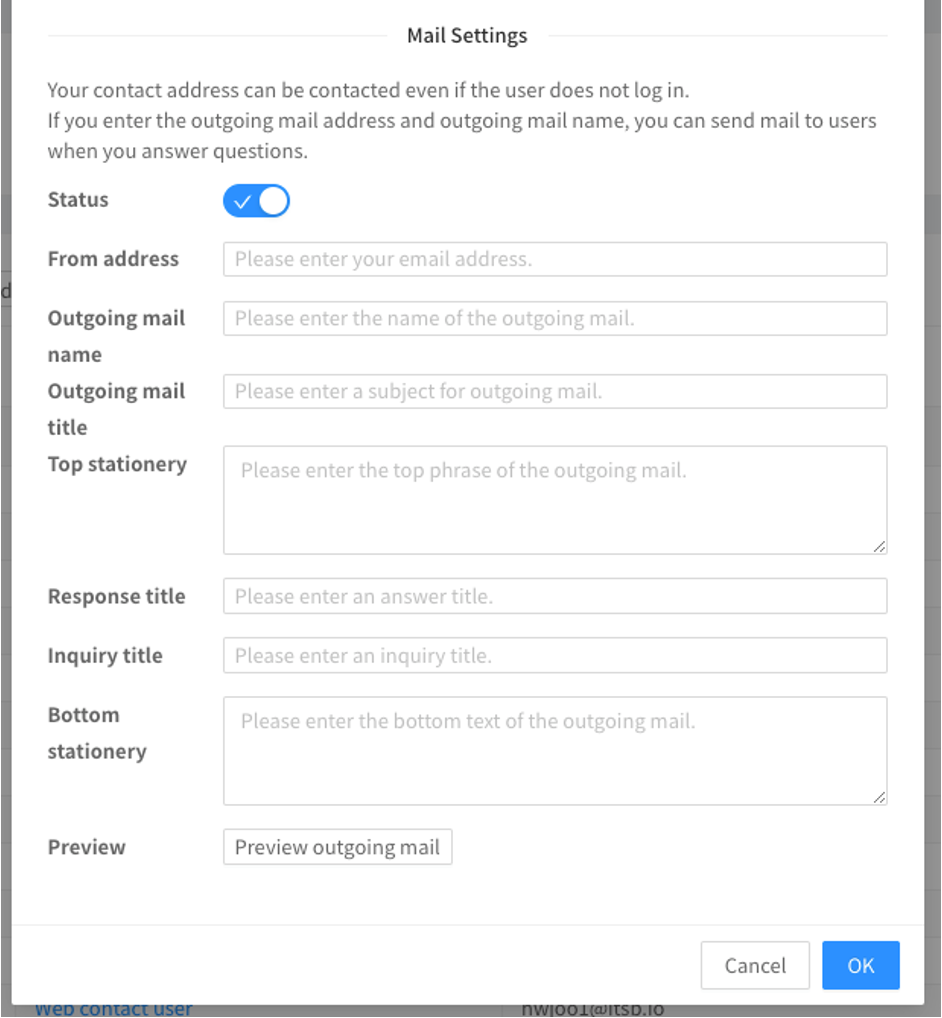 Mail Settings
Your contact address can be contacted even if the user does not log in.
If you enter the outgoing mail address and outgoing mail name, you can send mail to users
when you answer questions.
Status
From address
Please enter your email address.
Outgoing mail
name
Please enter the name of the outgoing mail.
Outgoing mail
title
Please enter a subject for outgoing mail.
Top stationery
Please enter the top phrase of the outgoing mail.
Response title
Please enter an answer title.
Inquiry title
Please enter an inquiry title.
Bottom
stationery
Please enter the bottom text of the outgoing mail.
Preview
Preview outgoing mail
Cancel
OK
Web contact user